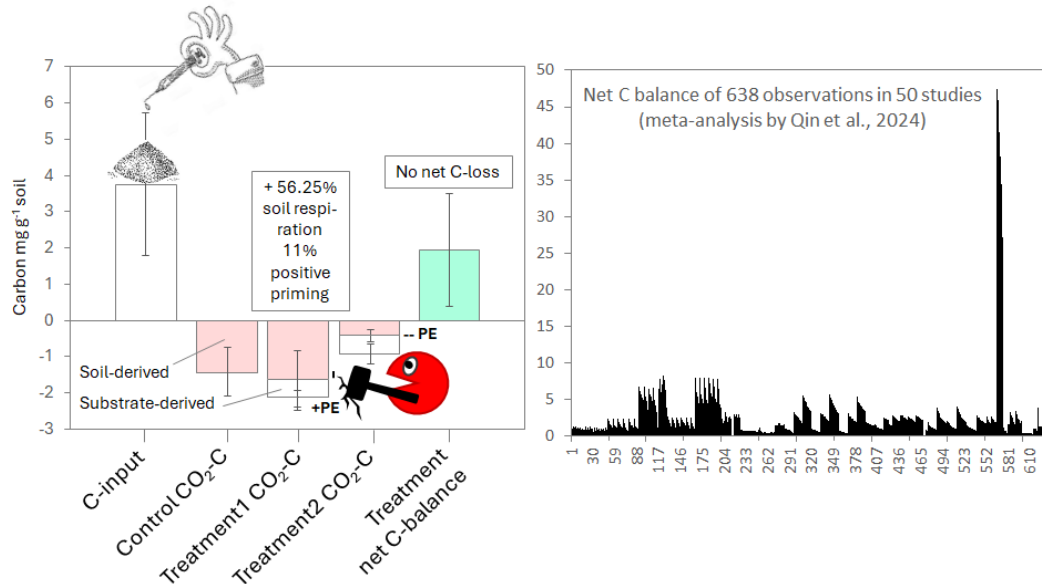 7
6
5
4
3
2
1
0
-1
-2
-3
Carbon mg g⁻¹ soil
+ 56.25%
soil respi-
ration
11%
positive
priming
No net C-loss
-- PE
Soil-derived
Substrate-derived
+PE
C-input
Control CO₂-C
Treatment1 CO₂-C
Treatment2 CO₂-C
Treatment
net C-balance
50
45
40
35
30
25
20
15
10
5
0
Net C balance of 638 observations in 50 studies
(meta-analysis by Qin et al., 2024)
1
30
59
88
117
146
175
204
233
262
291
320
349
378
407
436
465
494
523
552
581
610